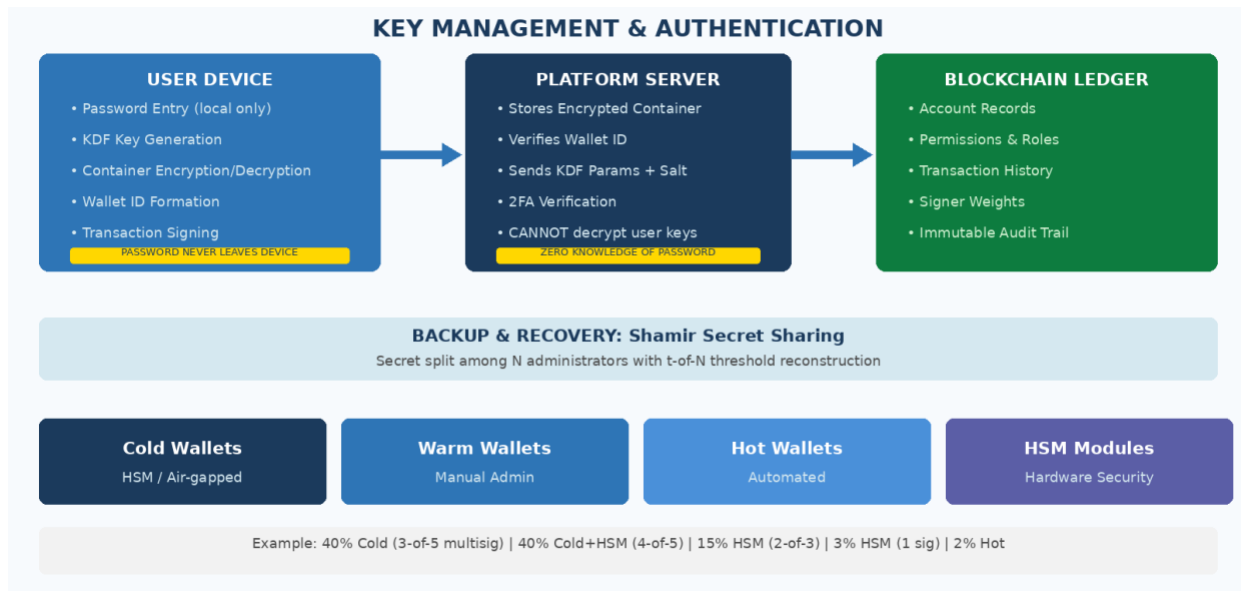 KEY MANAGEMENT & AUTHENTICATION
USER DEVICE
• Password Entry (local only)
• KDF Key Generation
• Container Encryption/Decryption
• Wallet ID Formation
• Transaction Signing
PASSWORD NEVER LEAVES DEVICE
PLATFORM SERVER
• Stores Encrypted Container
• Verifies Wallet ID
• Sends KDF Params + Salt
• 2FA Verification
• CANNOT decrypt user keys
ZERO KNOWLEDGE OF PASSWORD
BLOCKCHAIN LEDGER
• Account Records
• Permissions & Roles
• Transaction History
• Signer Weights
• Immutable Audit Trail
BACKUP & RECOVERY: Shamir Secret Sharing
Secret split among N administrators with t-of-N threshold reconstruction
Cold Wallets
HSM / Air-gapped
Warm Wallets
Manual Admin
Hot Wallets
Automated
HSM Modules
Hardware Security
Example: 40% Cold (3-of-5 multisig) | 40% Cold+HSM (4-of-5) | 15% HSM (2-of-3) | 3% HSM (1 sig) | 2% Hot